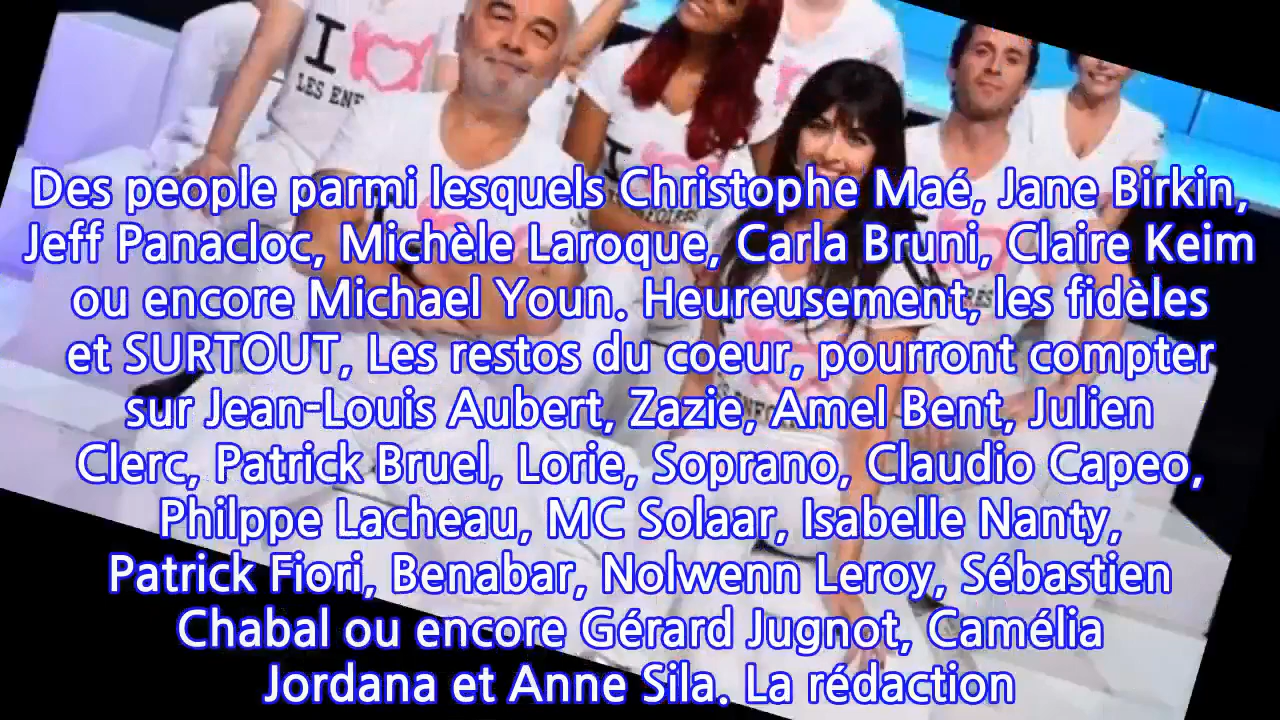 Des people parmi lesquels Christophe Maé, Jane Birkin,
Jeff Panacloc, Michèle Laroque, Carla Bruni, Claire Keim
ou encore Michael Youn. Heureusement, les fidèles
et SURTOUT, Les restos du coeur, pourront compter
sur Jean-Louis Aubert, Zazie, Amel Bent, Julien
Clerc, Patrick Bruel, Lorie, Soprano, Claudio Capeo,
Philppe Lacheau, MC Solaar, Isabelle Nanty,
Patrick Fiori, Benabar, Nolwenn Leroy, Sébastien
Chabal ou encore Gérard Jugnot, Camélia
Jordana et Anne Sila. La rédaction
I
LES ENF
I